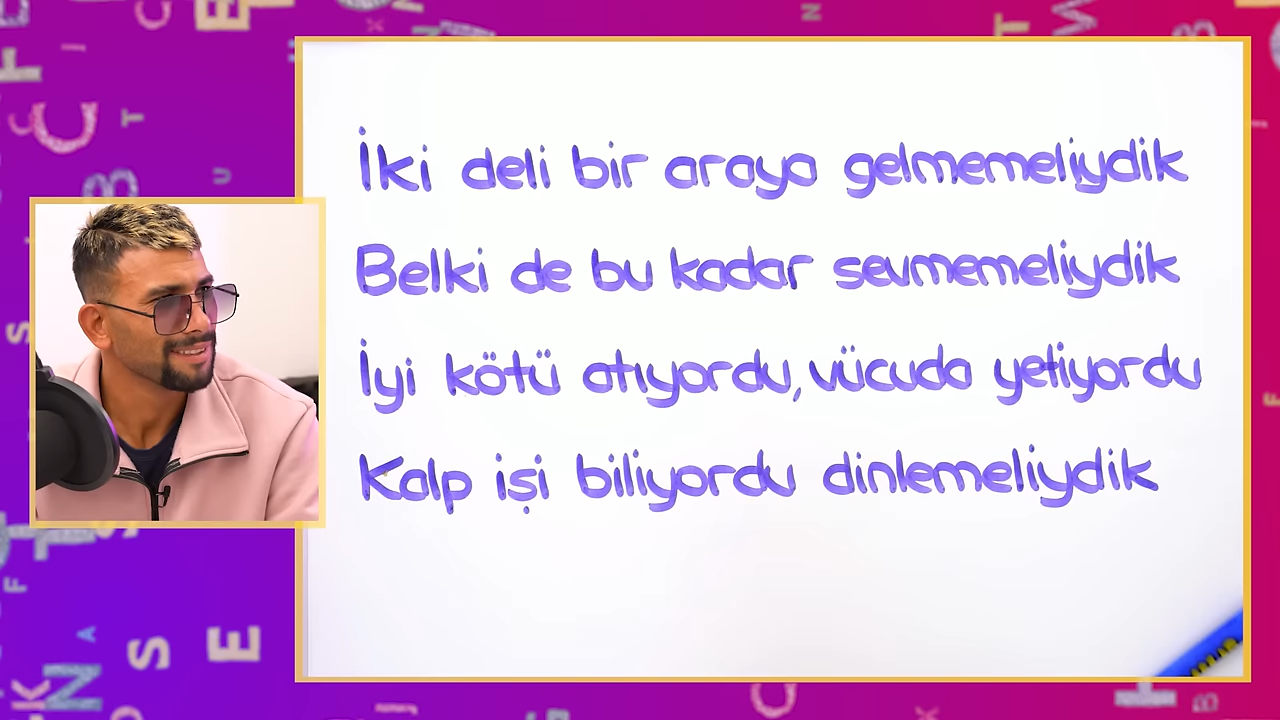 İki deli bir araya gelmemeliydik
Belki de bu kadar sevmemeliydik
İyi kötü atıyordu, vücuda yetiyordu
Kalp işi biliyordu dinlemeliydik